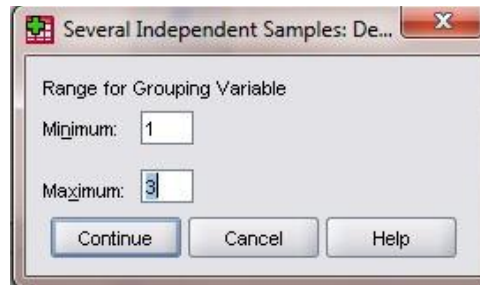 Several Independent Samples: De...
Range for Grouping Variable
Minimum: 1
Maximum: 3
Continue Cancel Help